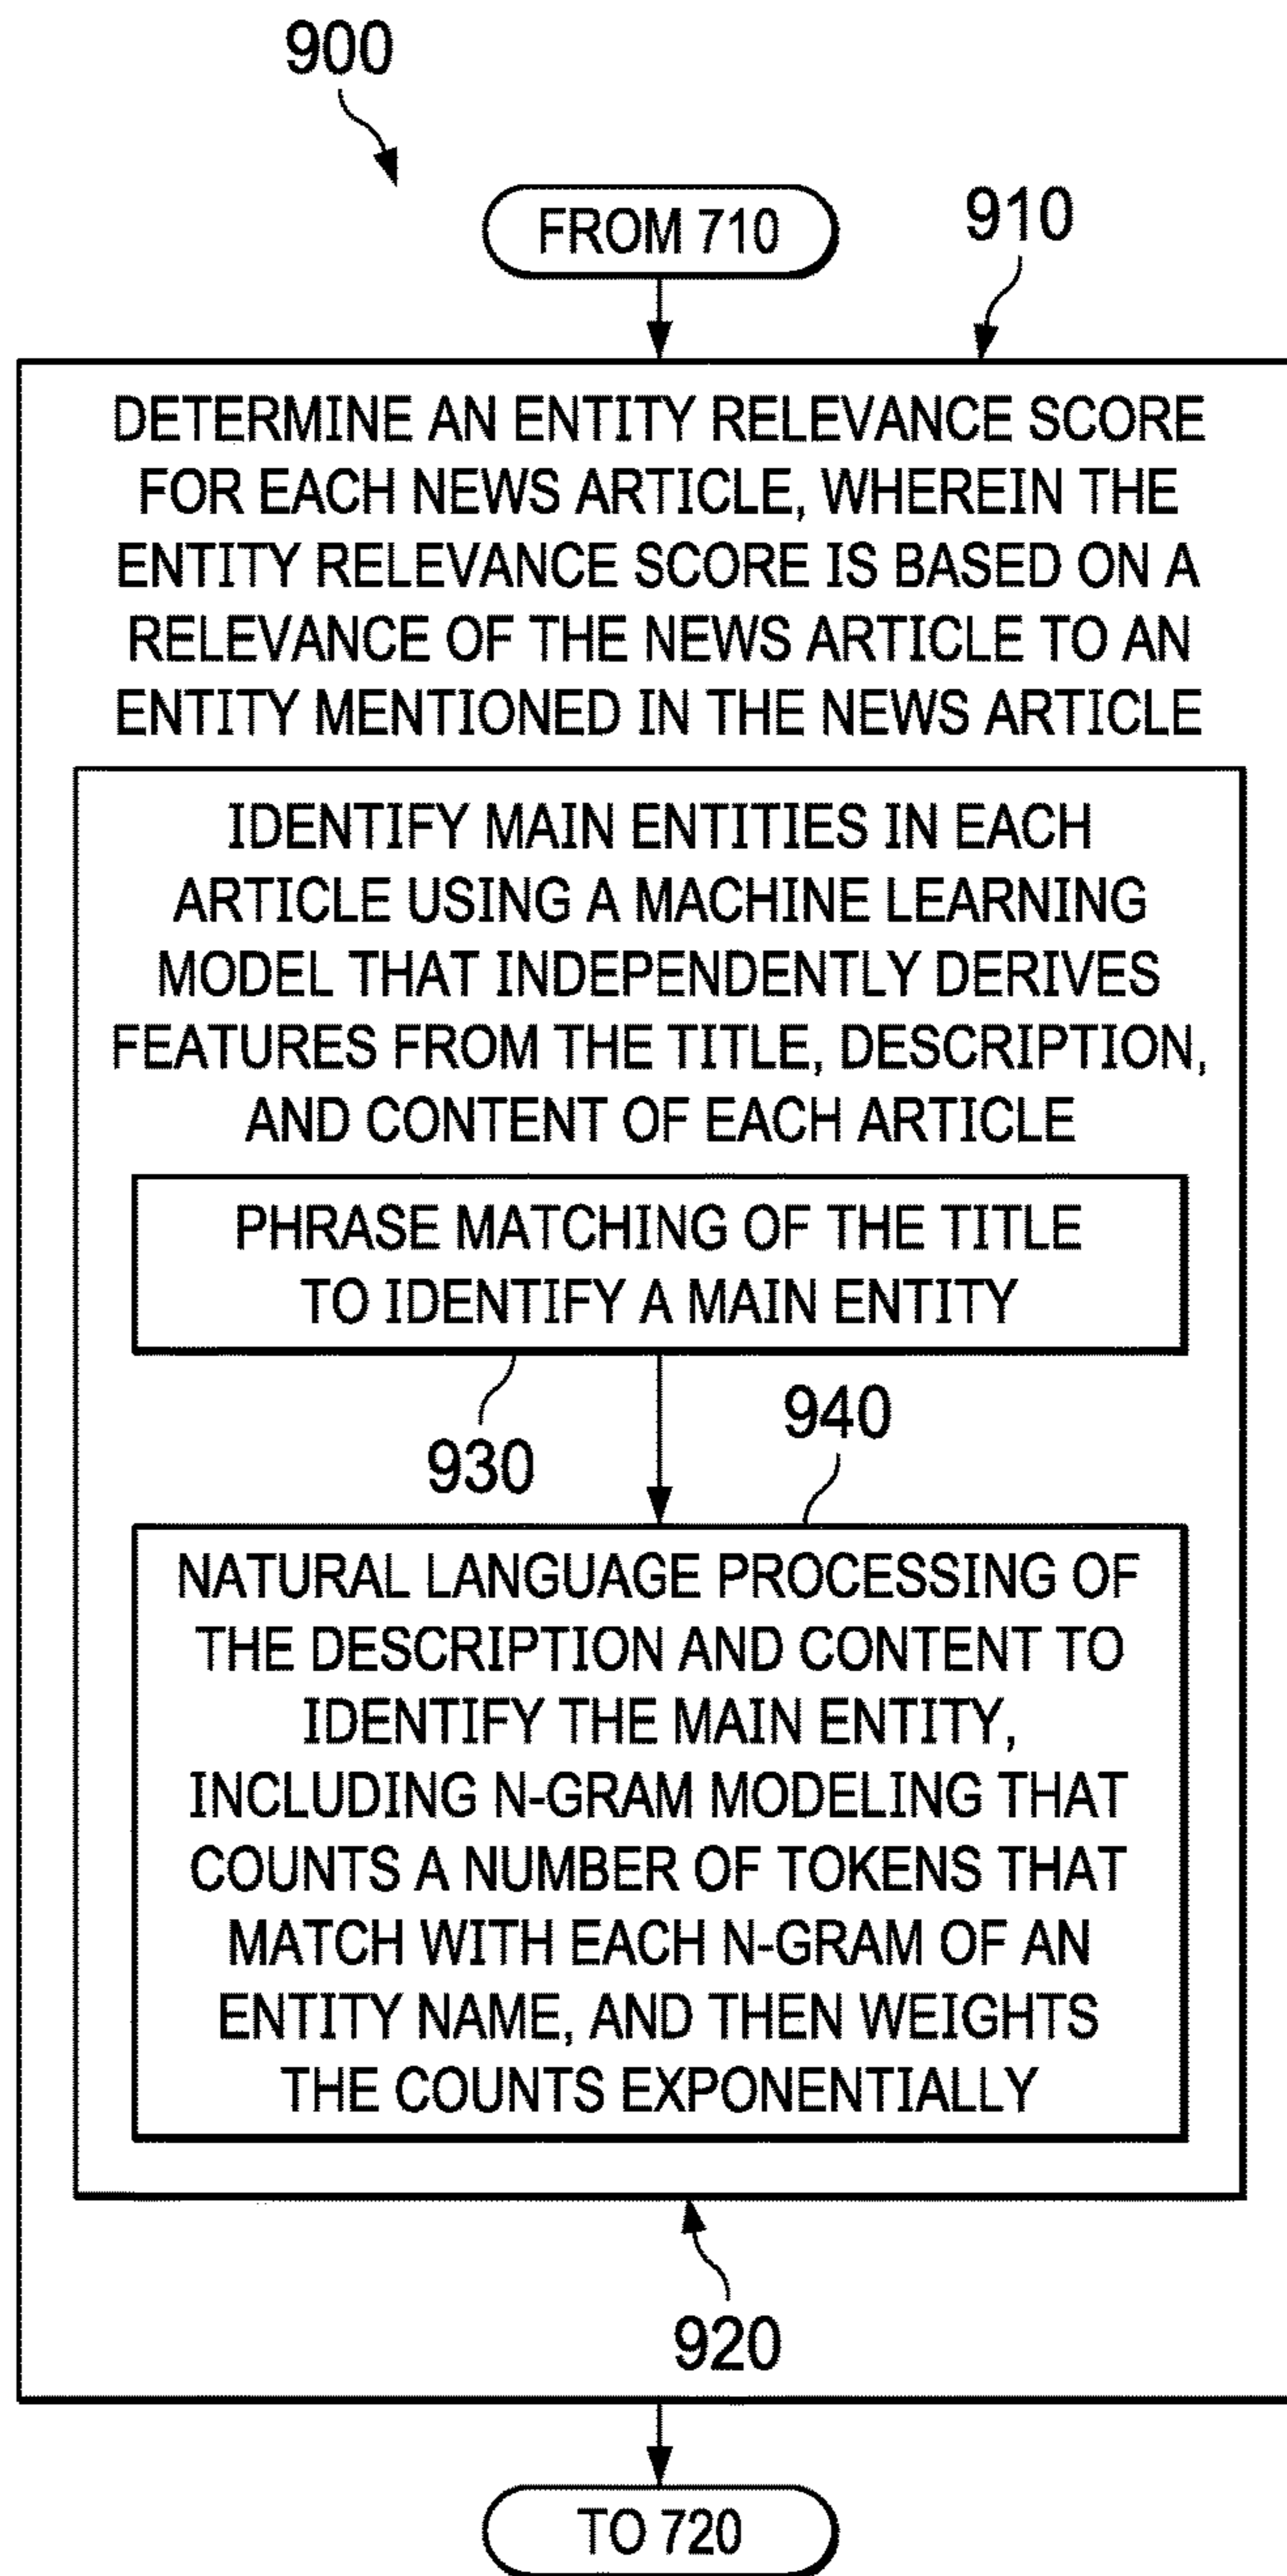 900
FROM 710
910
DETERMINE AN ENTITY RELEVANCE SCORE
FOR EACH NEWS ARTICLE, WHEREIN THE
ENTITY RELEVANCE SCORE IS BASED ON A
RELEVANCE OF THE NEWS ARTICLE TO AN
ENTITY MENTIONED IN THE NEWS ARTICLE
IDENTIFY MAIN ENTITIES IN EACH
ARTICLE USING A MACHINE LEARNING
MODEL THAT INDEPENDENTLY DERIVES
FEATURES FROM THE TITLE, DESCRIPTION,
AND CONTENT OF EACH ARTICLE
PHRASE MATCHING OF THE TITLE
TO IDENTIFY A MAIN ENTITY
930
940
NATURAL LANGUAGE PROCESSING OF
THE DESCRIPTION AND CONTENT TO
IDENTIFY THE MAIN ENTITY,
INCLUDING N-GRAM MODELING THAT
COUNTS A NUMBER OF TOKENS THAT
MATCH WITH EACH N-GRAM OF AN
ENTITY NAME, AND THEN WEIGHTS
THE COUNTS EXPONENTIALLY
920
TO 720